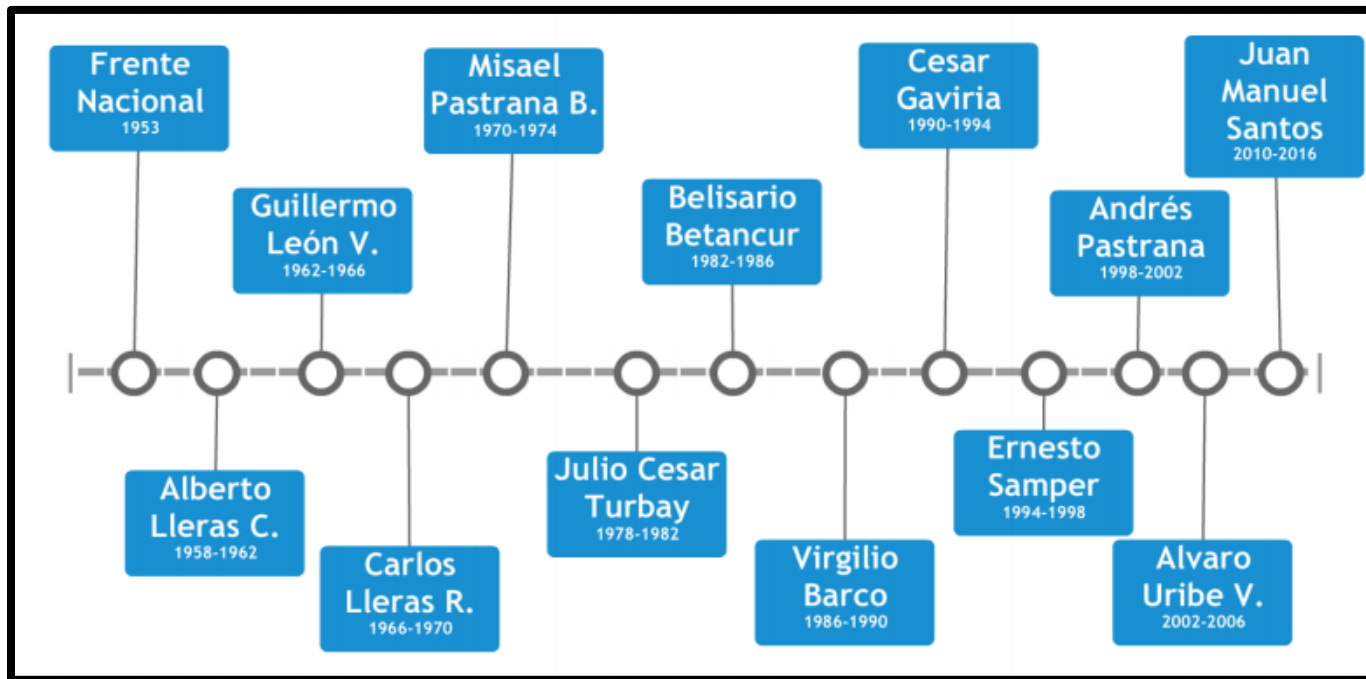 Frente
Nacional
1953
Alberto
Lleras C.
1958-1962
Guillermo
León V.
1962-1966
Carlos
Lleras R.
1966-1970
Misael
Pastrana B.
1970-1974
Julio Cesar
Turbay
1978-1982
Belisario
Betancur
1982-1986
Virgilio
Barco
1986-1990
Cesar
Gaviria
1990-1994
Ernesto
Samper
1994-1998
Andrés
Pastrana
1998-2002
Alvaro
Uribe V.
2002-2006
Juan
Manuel
Santos
2010-2016